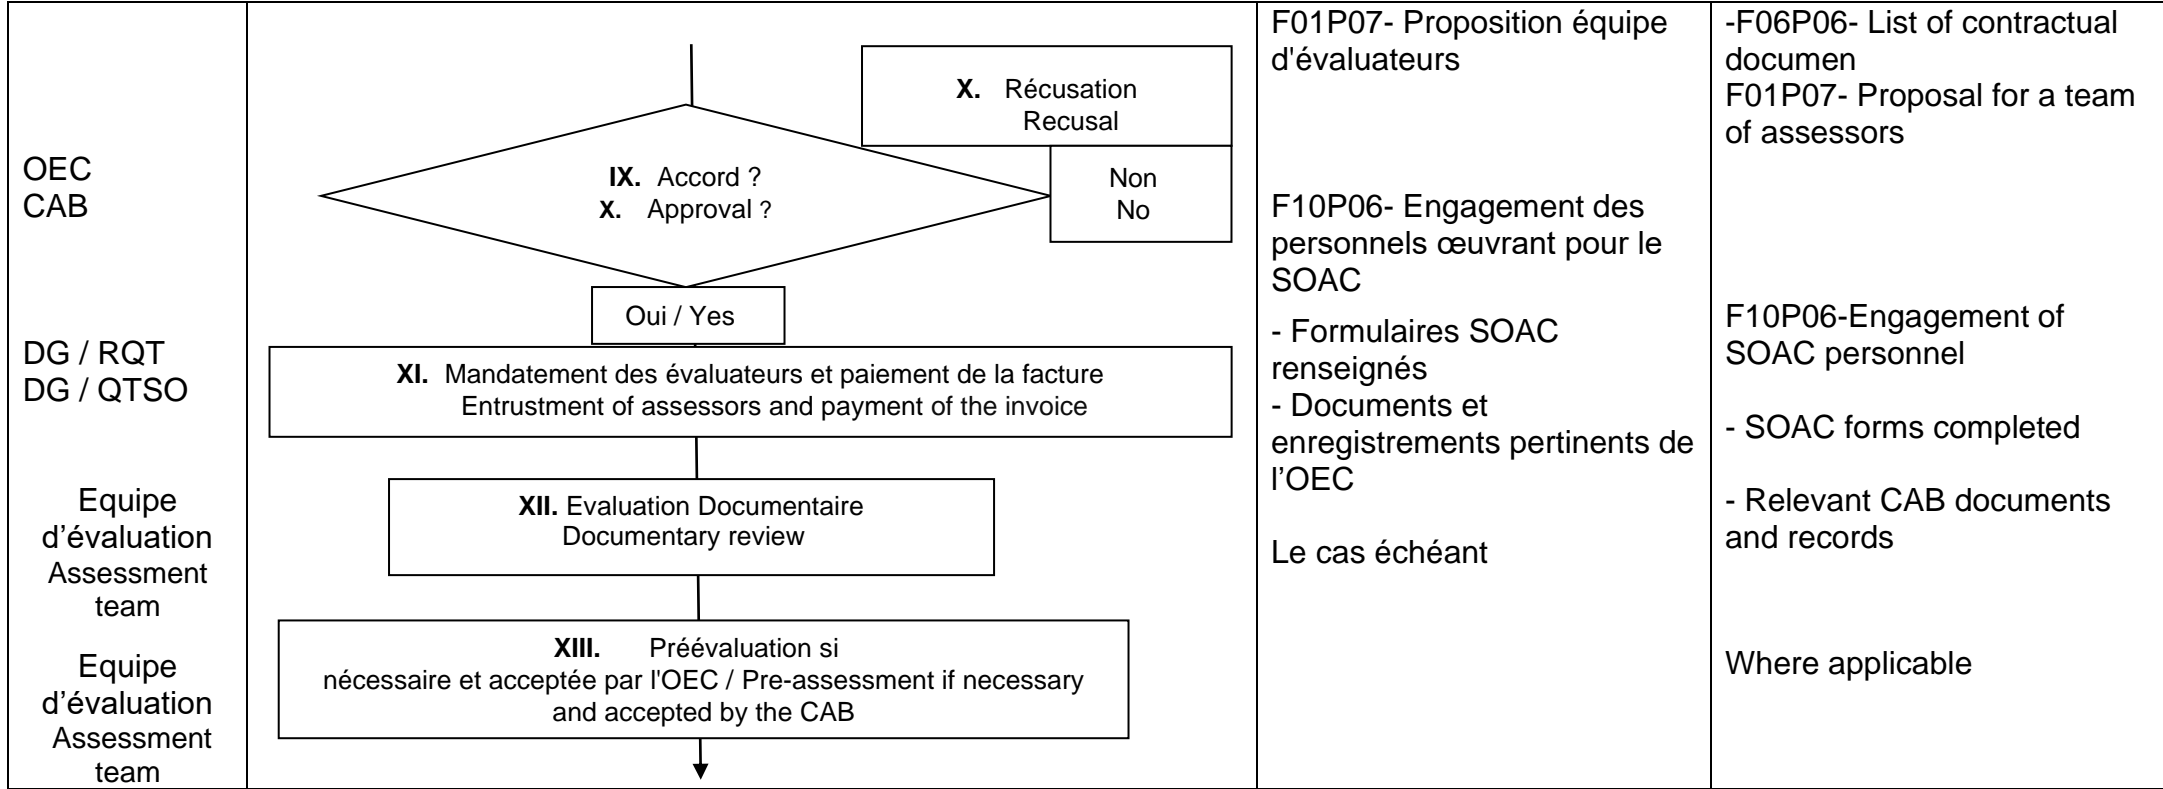 OEC
CAB
DG / RQT
DG / QTSO
Equipe
d’évaluation
Assessment
team
Equipe
d’évaluation
Assessment
team
X. Récusation
Recusal
IX. Accord ?
X. Approval ?
Non
No
Oui / Yes
XI. Mandatement des évaluateurs et paiement de la facture
Entrustment of assessors and payment of the invoice
XII. Evaluation Documentaire
Documentary review
XIII. Préévaluation si
nécessaire et acceptée par l'OEC / Pre-assessment if necessary
and accepted by the CAB
F01P07- Proposition équipe
d'évaluateurs
F10P06- Engagement des
personnels œuvrant pour le
SOAC
- Formulaires SOAC
renseignés
- Documents et
enregistrements pertinents de
l’OEC
Le cas échéant
-F06P06- List of contractual
documen
F01P07- Proposal for a team
of assessors
F10P06-Engagement of
SOAC personnel
- SOAC forms completed
- Relevant CAB documents
and records
Where applicable